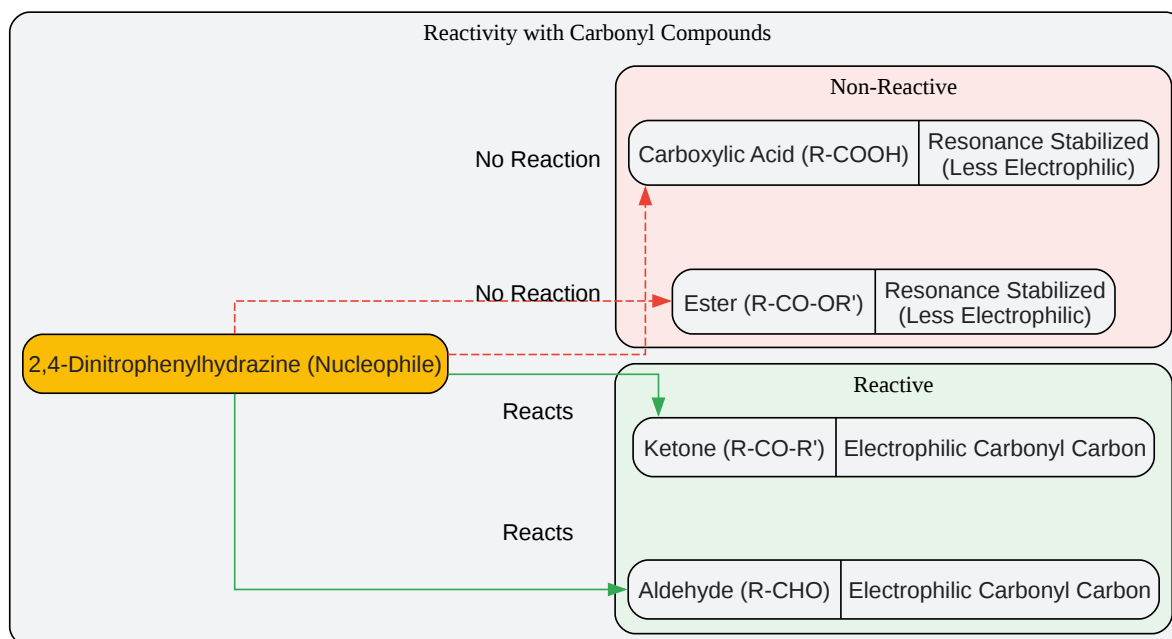 Reactivity with Carbonyl Compounds
Non-Reactive
No Reaction
Carboxylic Acid (R-COOH)
Resonance Stabilized
(Less Electrophilic)
No Reaction
Ester (R-CO-OR')
Resonance Stabilized
(Less Electrophilic)
2,4-Dinitrophenylhydrazine (Nucleophile)
Reactive
Reacts
Ketone (R-CO-R')
Electrophilic Carbonyl Carbon
Reacts
Aldehyde (R-CHO)
Electrophilic Carbonyl Carbon